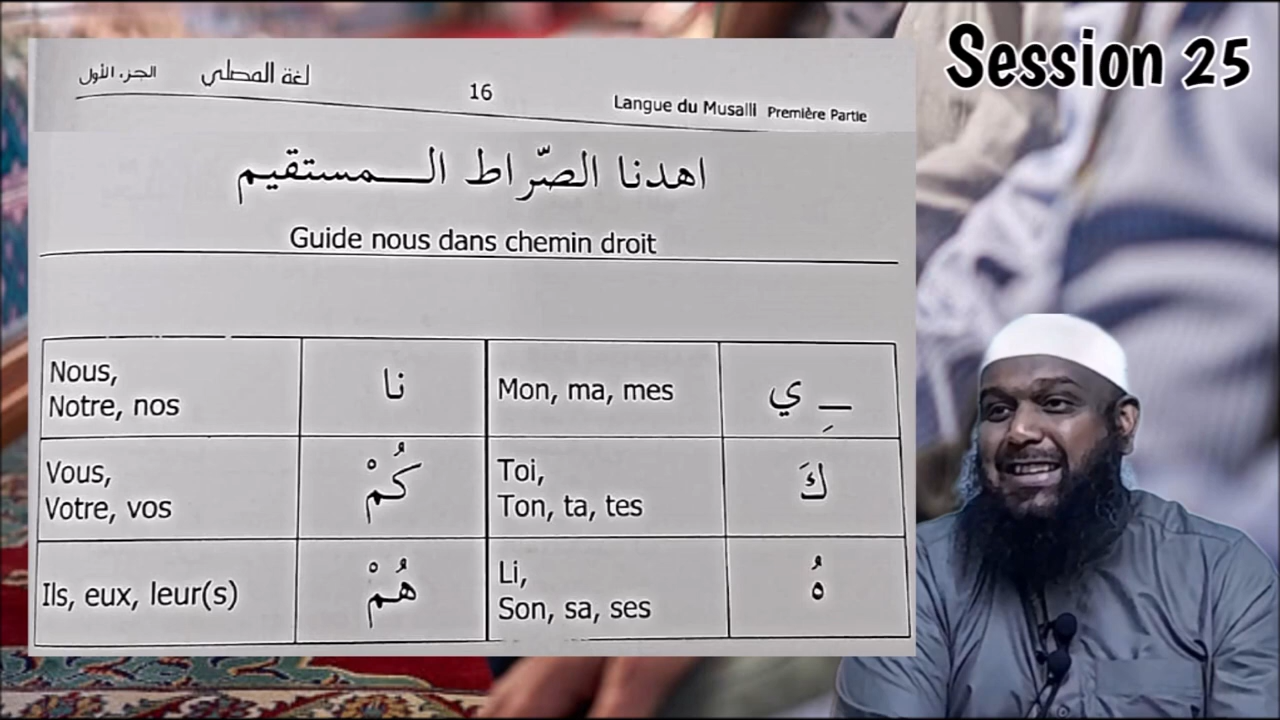 Session 25
لغة المصلي الجزء الأول
16
Langue du Musalli Première Partie
اهدنا الصّراط الـمستقيم
Guide nous dans chemin droit
Nous,
Notre, nos
نا
Mon, ma, mes
ـِ ي
Vous,
Votre, vos
كُمْ
Toi,
Ton, ta, tes
كَ
Ils, eux, leur(s)
هُمْ
Li,
Son, sa, ses
هُ